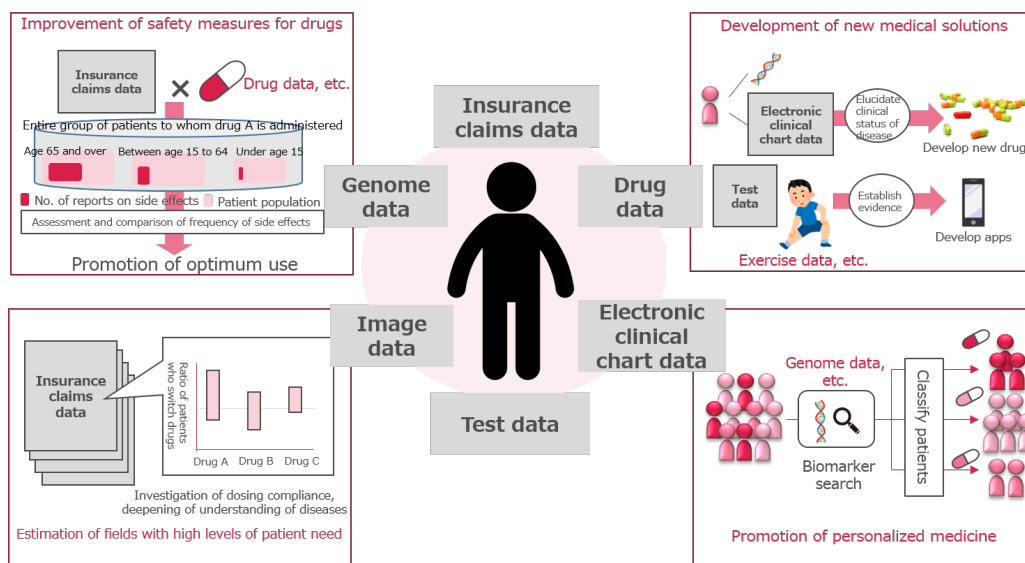 Improvement of safety measures for drugs
Insurance
claims data
Drug data, etc.
Entire group of patients to whom drug A is administered
Age 65 and over
Between age 15 to 64
Under age 15
No. of reports on side effects
Patient population
Assessment and comparison of frequency of side effects
Promotion of optimum use
Development of new medical solutions
Electronic
clinical
chart data
Elucidate
clinical
status of
disease
Develop new drug
Test
data
Establish
evidence
Develop apps
Exercise data, etc.
Insurance
claims data
Genome
data
Drug
data
Image
data
Electronic
clinical
chart data
Test data
Insurance
claims
data
Ratio of patients
who switch drugs
Drug A
Drug B
Drug C
Investigation of dosing compliance,
deepening of understanding of diseases
Estimation of fields with high levels of patient need
Genome data,
etc.
Biomarker
search
Classify patients
Promotion of personalized medicine